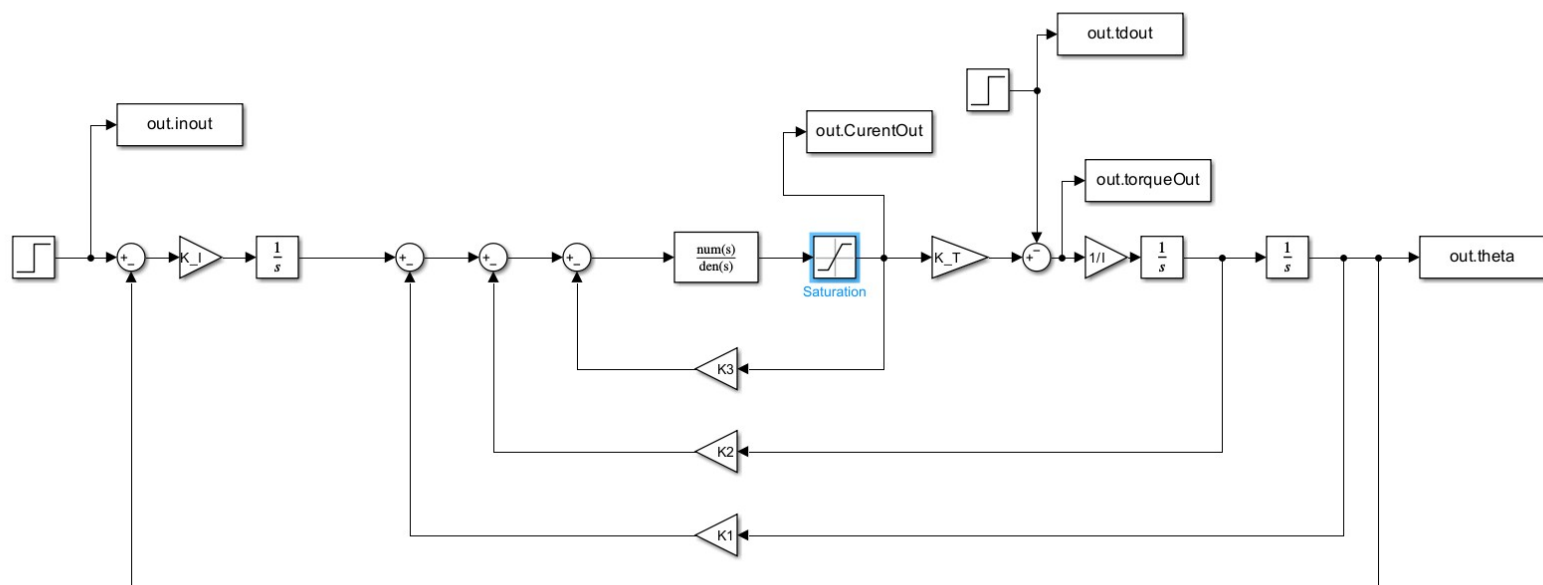 out.tdout
out.inout
out.CurentOut
out.torqueOut
K_I
1
s
num(s)
den(s)
Saturation
K_T
1/I
1
s
1
s
out.theta
K3
K2
K1